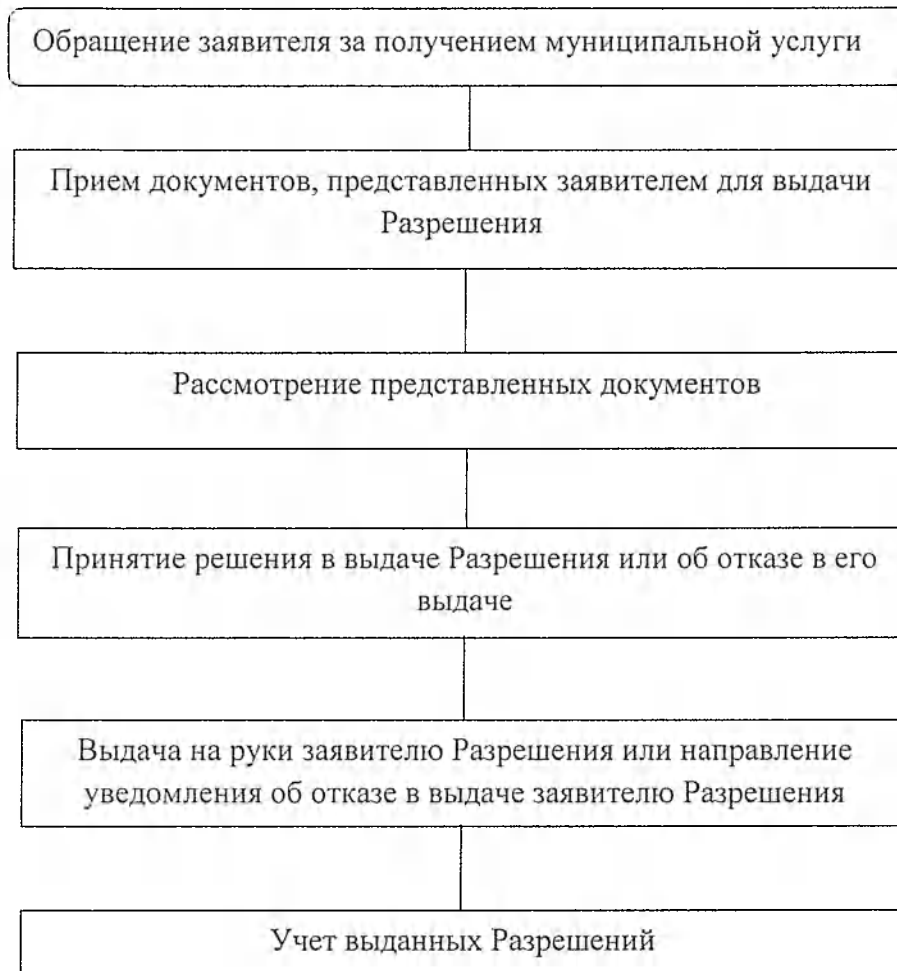 Обращение заявителя за получением муниципальной услуги
Прием документов, представленных заявителем для выдачи
Разрешения
Рассмотрение представленных документов
Принятие решения в выдаче Разрешения или об отказе в его
выдаче
Выдача на руки заявителю Разрешения или направление
уведомления об отказе в выдаче заявителю Разрешения
Учет выданных Разрешений